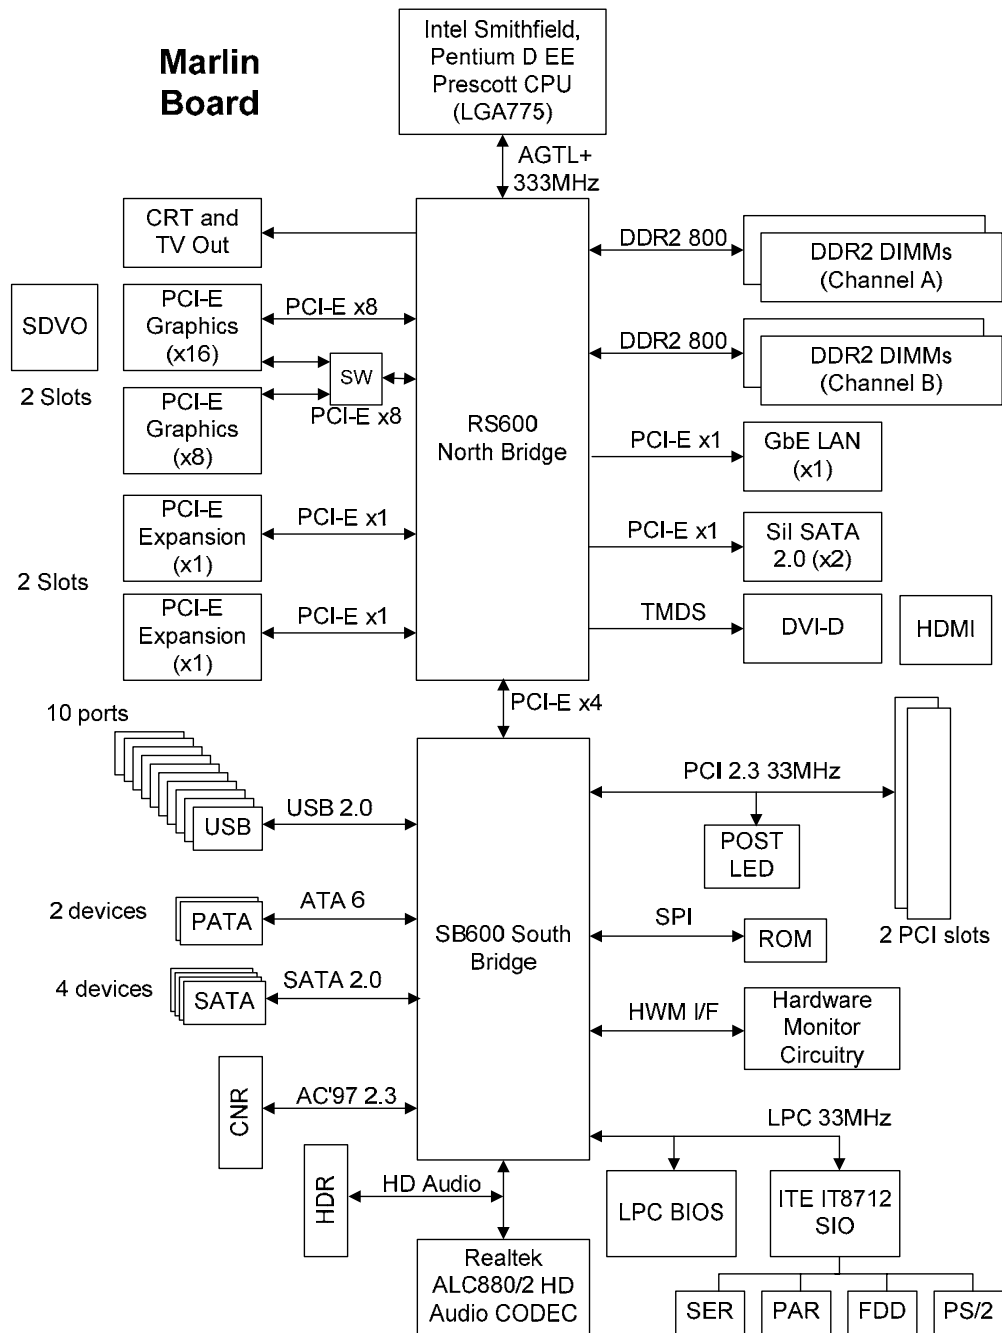 Marlin
Board
Intel Smithfield,
Pentium D EE
Prescott CPU
(LGA775)
AGTL+
333MHz
CRT and
TV Out
DDR2 800
DDR2 DIMMs
(Channel A)
SDVO
2 Slots
PCI-E
Graphics
(x16)
PCI-E x8
SW
PCI-E x8
PCI-E
Graphics
(x8)
DDR2 800
DDR2 DIMMs
(Channel B)
RS600
North Bridge
PCI-E x1
GbE LAN
(x1)
PCI-E
Expansion
(x1)
PCI-E x1
2 Slots
PCI-E x1
SiI SATA
2.0 (x2)
PCI-E
Expansion
(x1)
PCI-E x1
TMDS
DVI-D
HDMI
PCI-E x4
10 ports
USB
USB 2.0
PCI 2.3 33MHz
POST
LED
2 PCI slots
2 devices
PATA
ATA 6
SB600 South
Bridge
SPI
ROM
4 devices
SATA
SATA 2.0
HWM I/F
Hardware
Monitor
Circuitry
CNR
AC'97 2.3
LPC 33MHz
HDR
HD Audio
LPC BIOS
ITE IT8712
SIO
Realtek
ALC880/2 HD
Audio CODEC
SER
PAR
FDD
PS/2